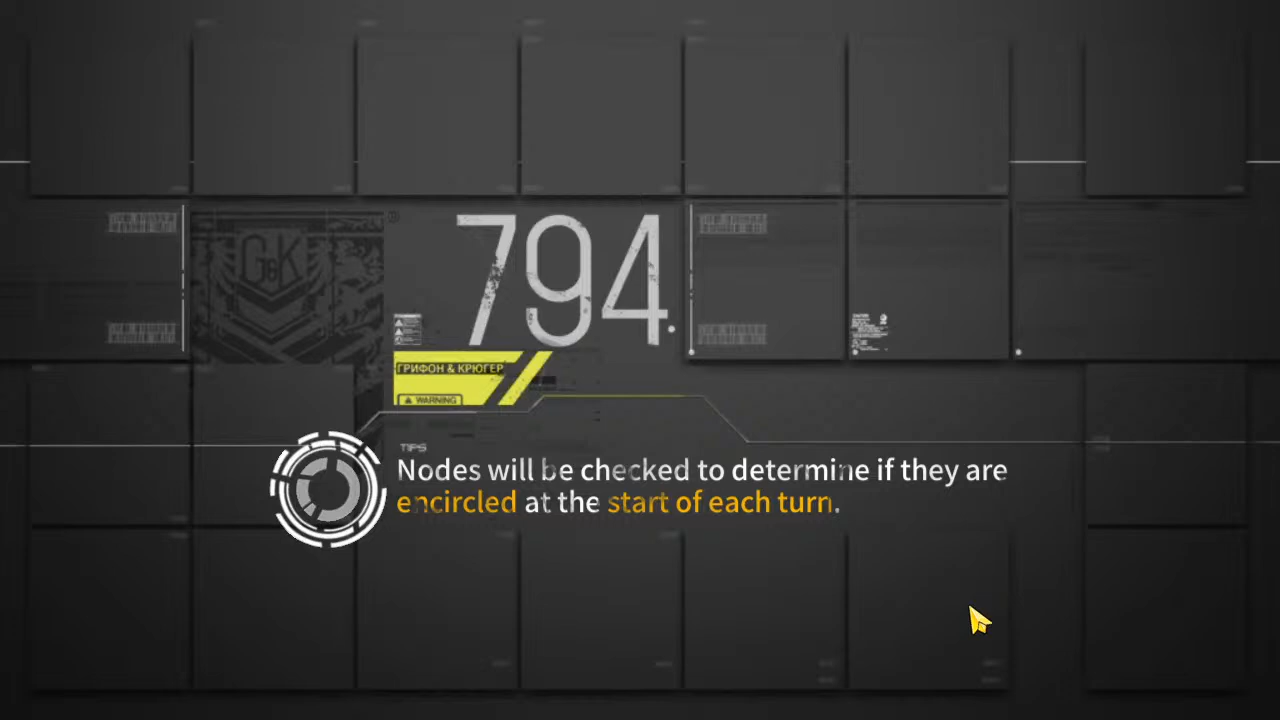 G&K
794.
ГРИФОН & КРЮГЕР
WARNING
TIPS
Nodes will be checked to determine if they are
encircled at the start of each turn.